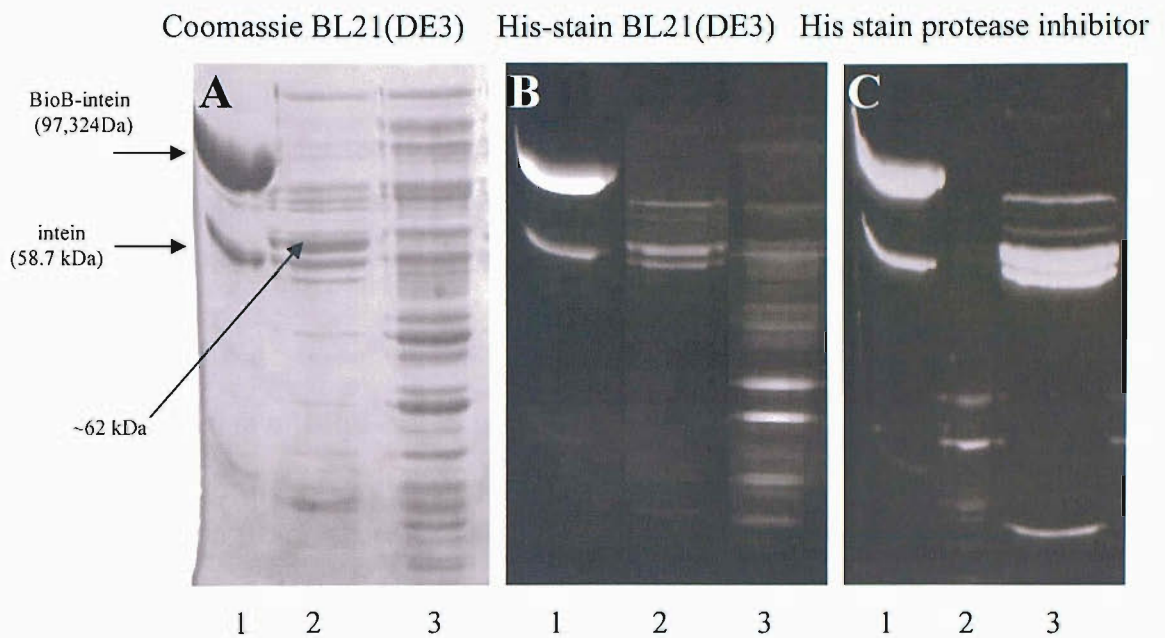 Coomassie BL21(DE3) His-stain BL21(DE3) His stain protease inhibitor
A B C
BioB-intein
(97,324Da)
intein
(58.7 kDa)
~62 kDa
1 2 3 1 2 3 1 2 3